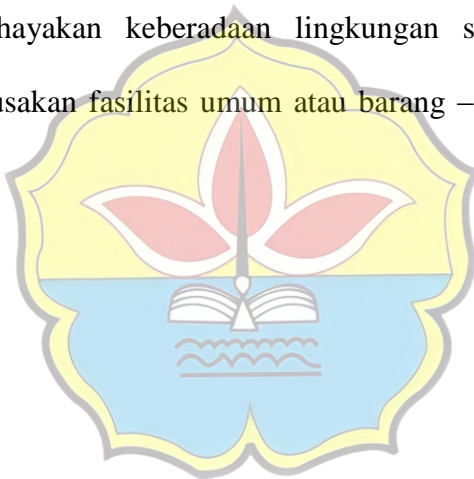 hayakan keberadaan lingkungan s
usakan fasilitas umum atau barang –